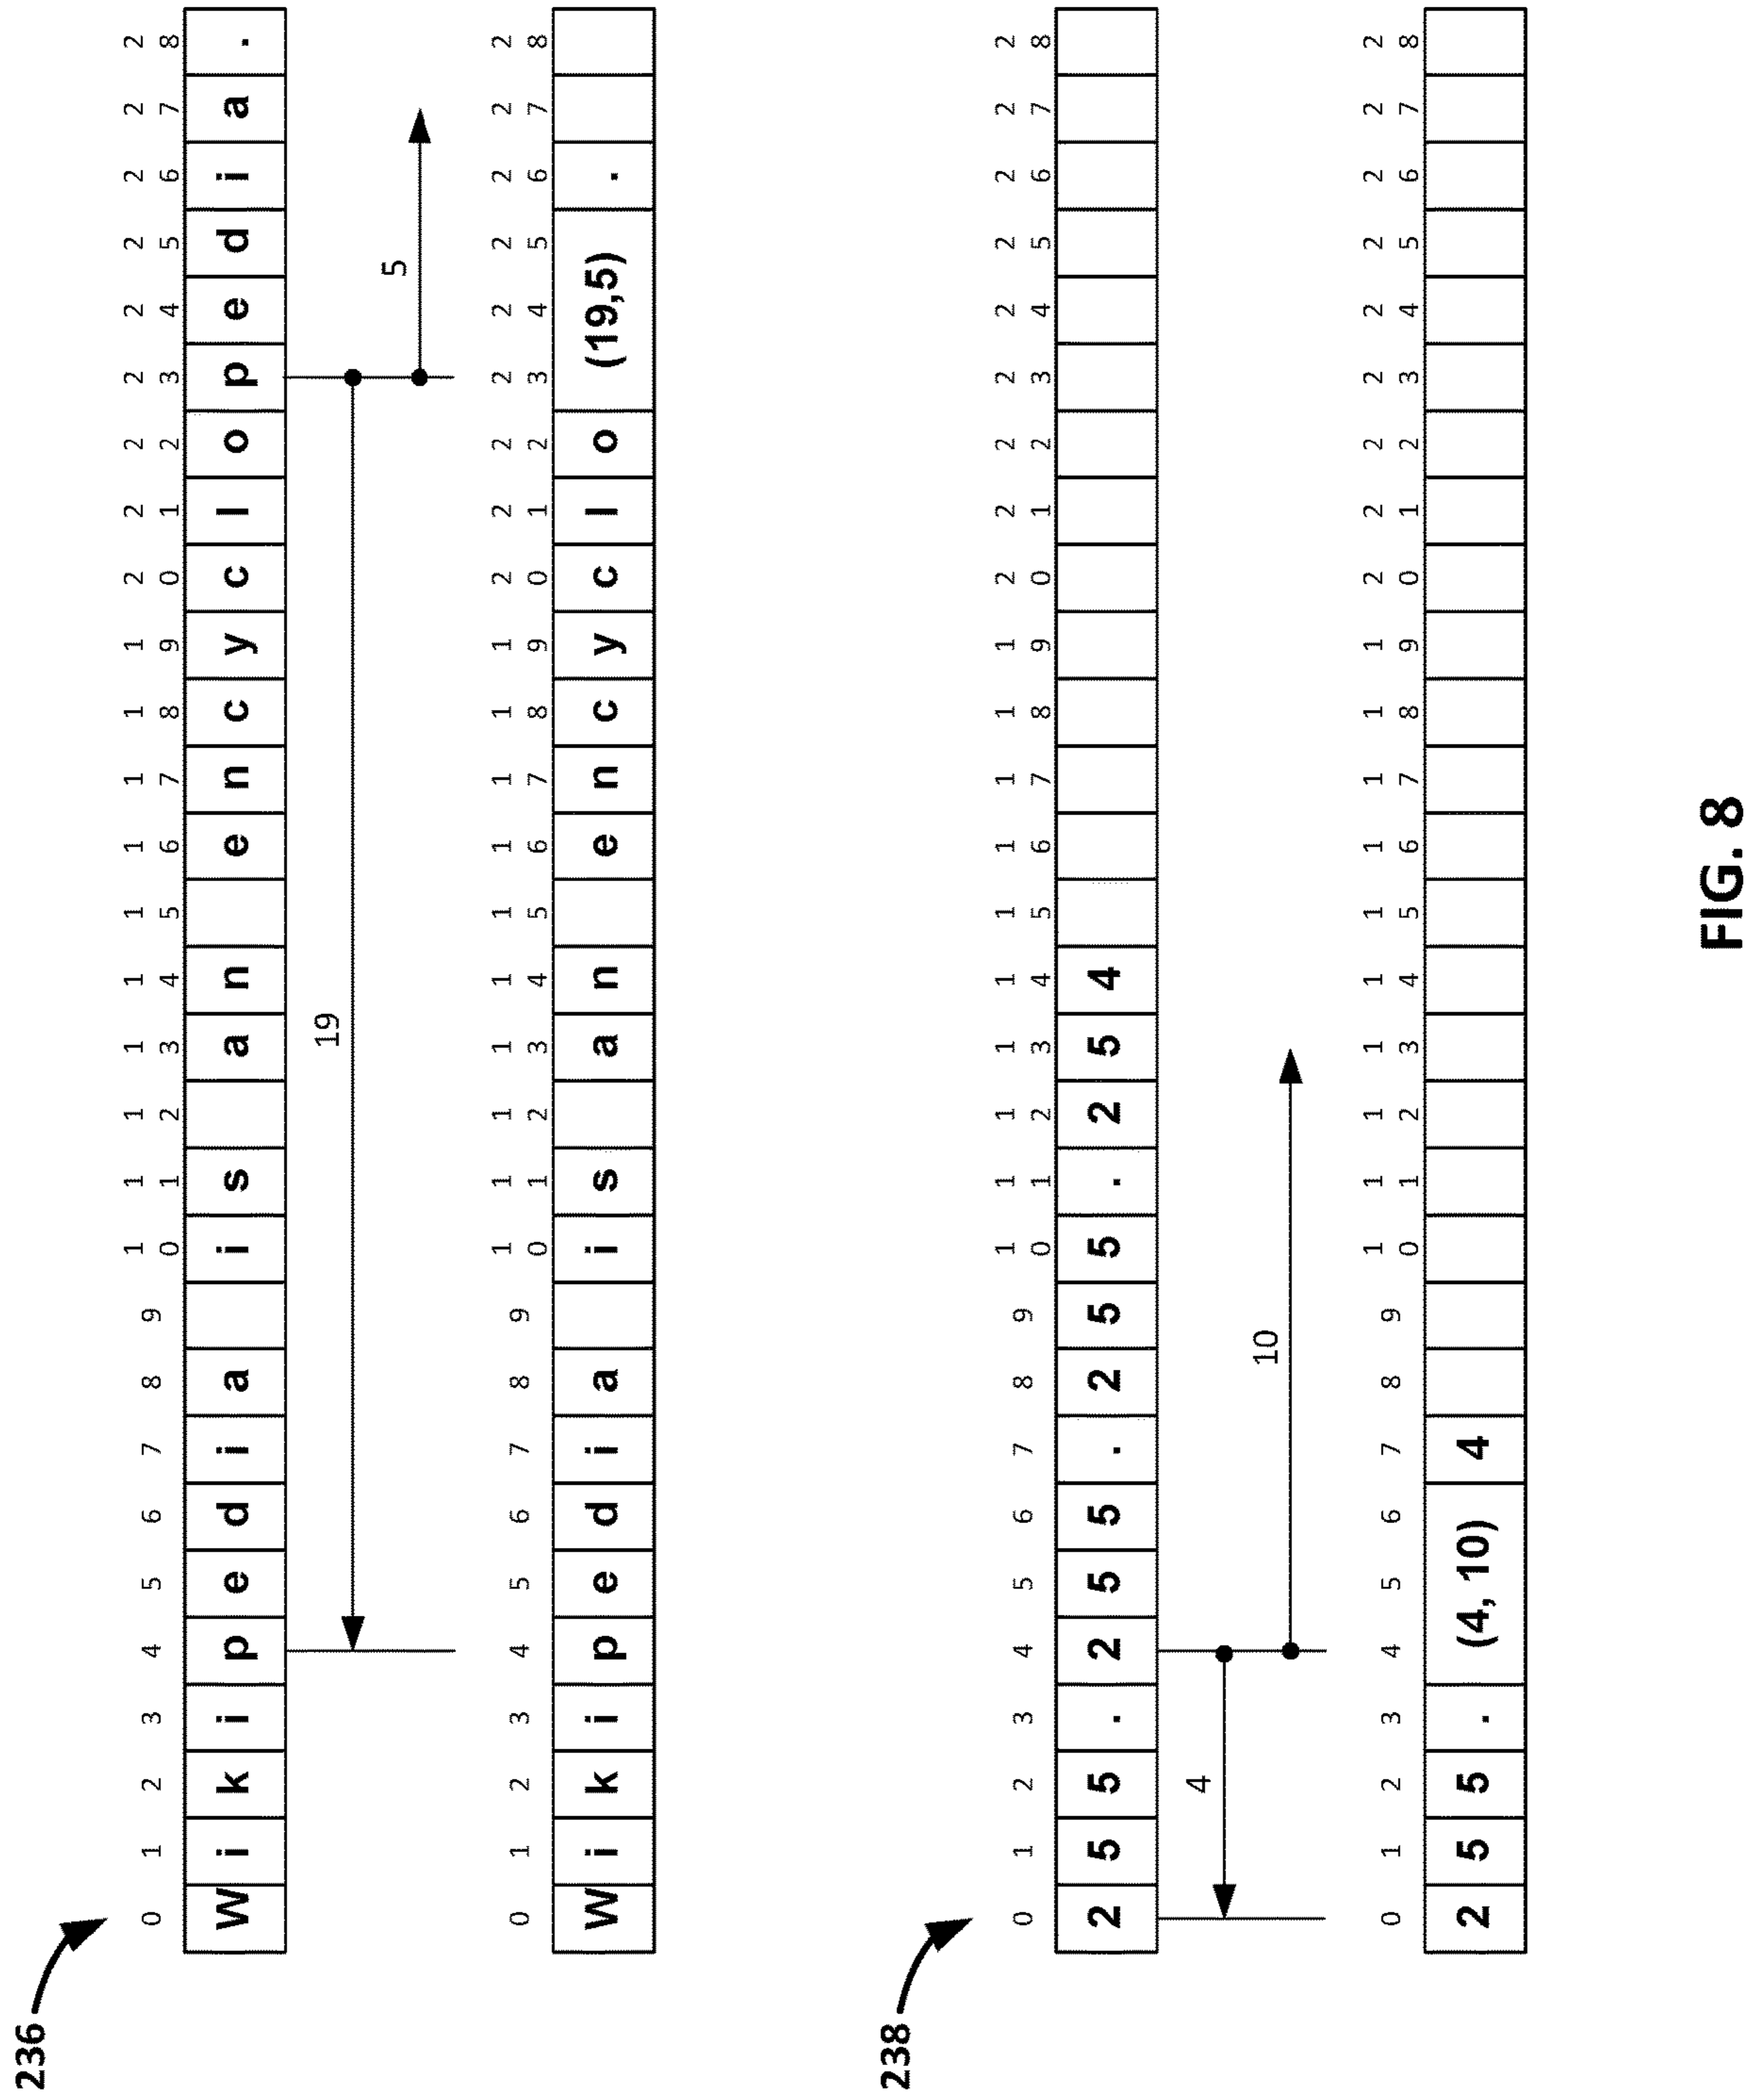 236
0 1 2 3 4 5 6 7 8 9 10 11 12 13 14 15 16 17 18 19 20 21 22 23 24 25 26 27 28
W i k i p e d i a i s a n e n c y c l o p e d i a .
19
5
0 1 2 3 4 5 6 7 8 9 10 11 12 13 14 15 16 17 18 19 20 21 22 23 24 25 26 27 28
W i k i p e d i a i s a n e n c y c l o (19,5) .
238
0 1 2 3 4 5 6 7 8 9 10 11 12 13 14 15 16 17 18 19 20 21 22 23 24 25 26 27 28
2 5 5 . 2 5 5 . 2 5 5 . 2 5 4
4
10
0 1 2 3 4 5 6 7 8 9 10 11 12 13 14 15 16 17 18 19 20 21 22 23 24 25 26 27 28
2 5 5 . (4, 10) 4
FIG. 8